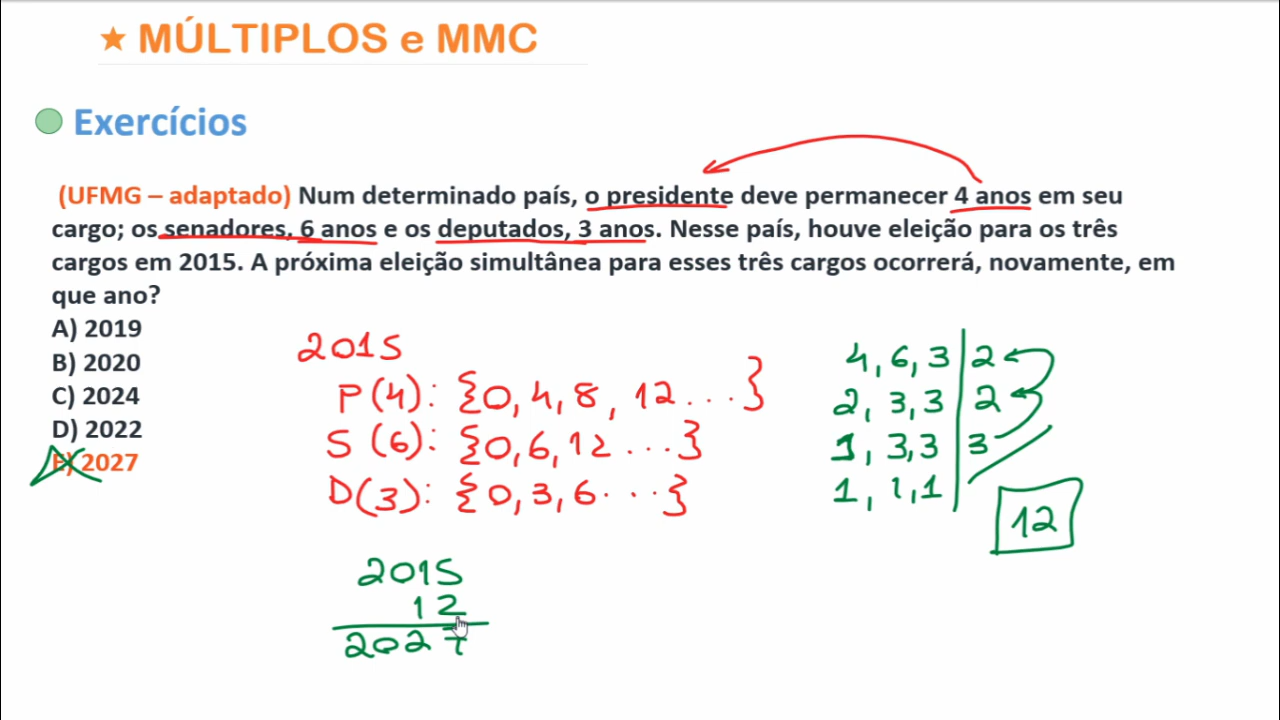 ★ MÚLTIPLOS e MMC
Exercícios
(UFMG – adaptado) Num determinado país, o presidente deve permanecer 4 anos em seu
cargo; os senadores, 6 anos e os deputados, 3 anos. Nesse país, houve eleição para os três
cargos em 2015. A próxima eleição simultânea para esses três cargos ocorrerá, novamente, em
que ano?
A) 2019
B) 2020
C) 2024
D) 2022
E) 2027
2015
P(4): {0, 4, 8, 12...}
S (6): {0, 6, 12 ...}
D(3): {0, 3, 6...}
4, 6, 3 | 2
2, 3, 3 | 2
1, 3, 3 | 3
1, 1, 1 |
12
2015
12
2027